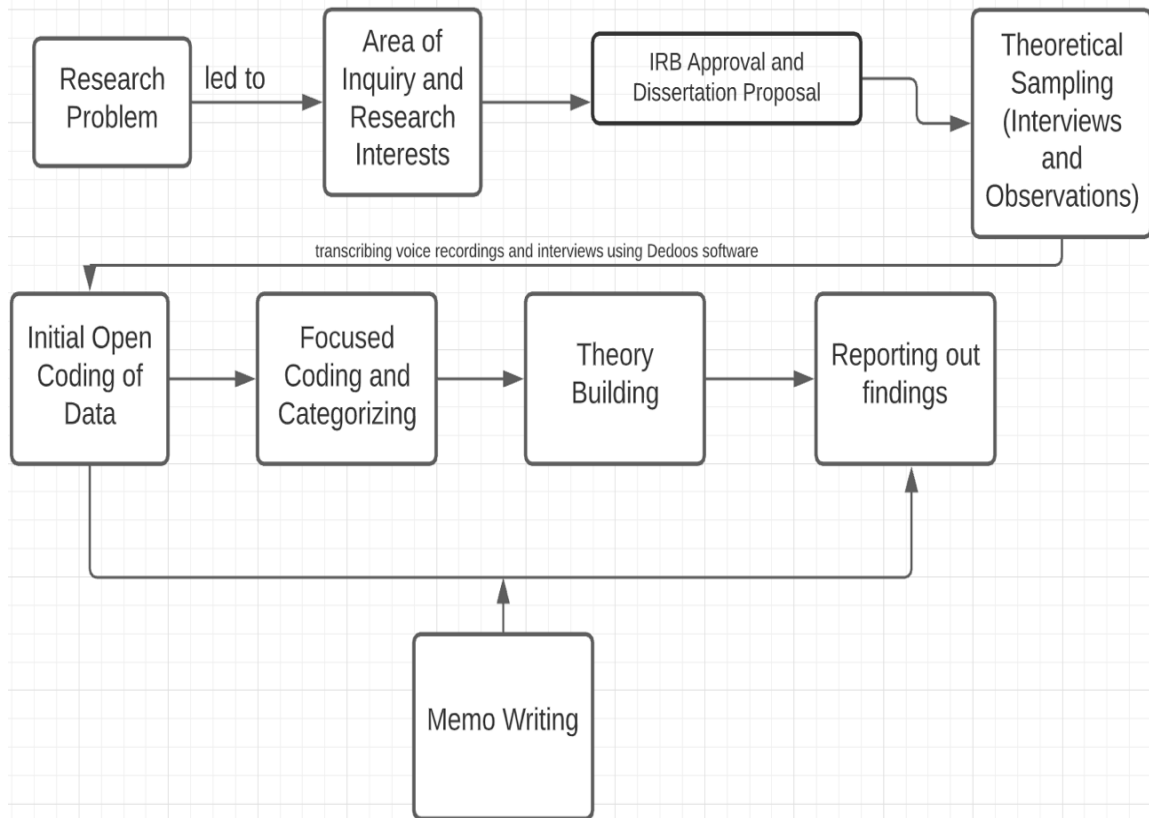 Research
Problem
led to
Area of
Inquiry and
Research
Interests
IRB Approval and
Dissertation Proposal
Theoretical
Sampling
(Interviews
and
Observations)
transcribing voice recordings and interviews using Dedoos software
Initial Open
Coding of
Data
Focused
Coding and
Categorizing
Theory
Building
Reporting out
findings
Memo Writing